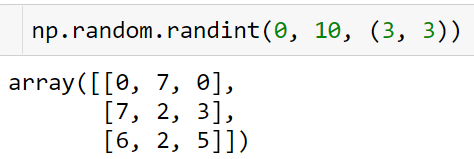 np.random.randint(0, 10, (3, 3))
array([[0, 7, 0],
[7, 2, 3],
[6, 2, 5]])